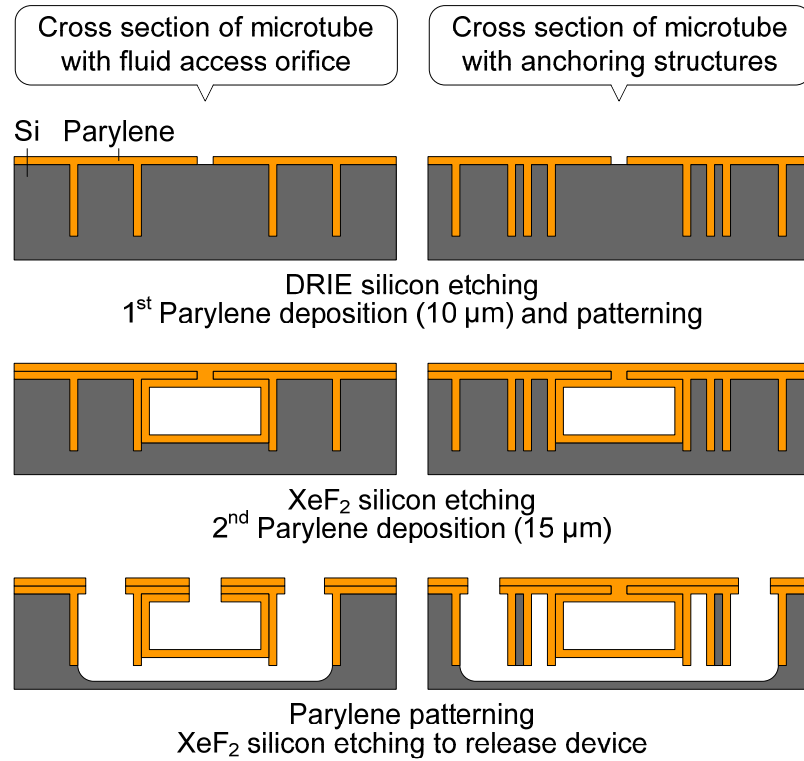 Cross section of microtube
with fluid access orifice
Cross section of microtube
with anchoring structures
Si Parylene
DRIE silicon etching
1st Parylene deposition (10 µm) and patterning
XeF₂ silicon etching
2nd Parylene deposition (15 µm)
Parylene patterning
XeF₂ silicon etching to release device